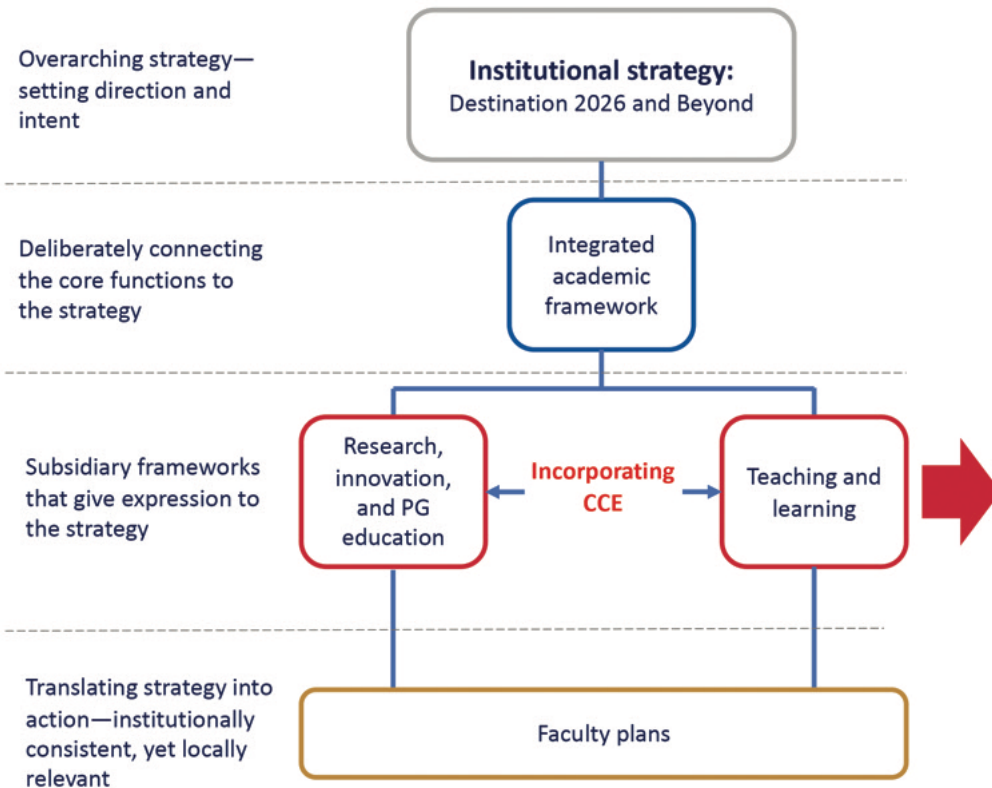 Overarching strategy—
setting direction and
intent
Institutional strategy:
Destination 2026 and Beyond
Deliberately connecting
the core functions to
the strategy
Integrated
academic
framework
Subsidiary frameworks
that give expression to
the strategy
Research,
innovation,
and PG
education
Incorporating
CCE
Teaching and
learning
Translating strategy into
action—institutionally
consistent, yet locally
relevant
Faculty plans